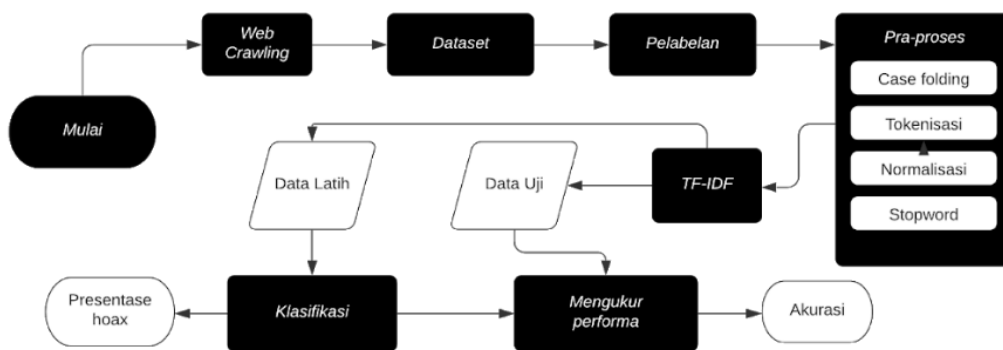 Mulai
Web
Crawling
Dataset
Pelabelan
Pra-proses
Case folding
Tokenisasi
Normalisasi
Stopword
TF-IDF
Data Latih
Data Uji
Presentase
hoax
Klasifikasi
Mengukur
performa
Akurasi